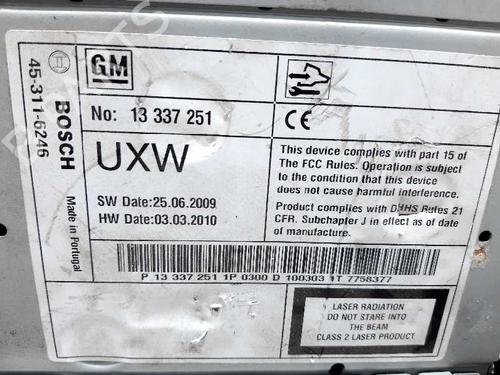 GM
45-311-6246
BOSCH
Made in Portugal
No: 13 337 251
CE
UXW
SW Date:25.06.2009
HW Date:03.03.2010
This device complies with part 15 of
The FCC Rules. Operation is subject
to the condition that this device
does not cause harmful interference.
Product complies with DHHS Rules 21
CFR. Subchapter J in effect as of date
of manufacture.
P 13 337 251 1P 0300 D 100303 1T 7758377
LASER RADIATION
DO NOT STARE INTO
THE BEAM
CLASS 2 LASER PRODUCT